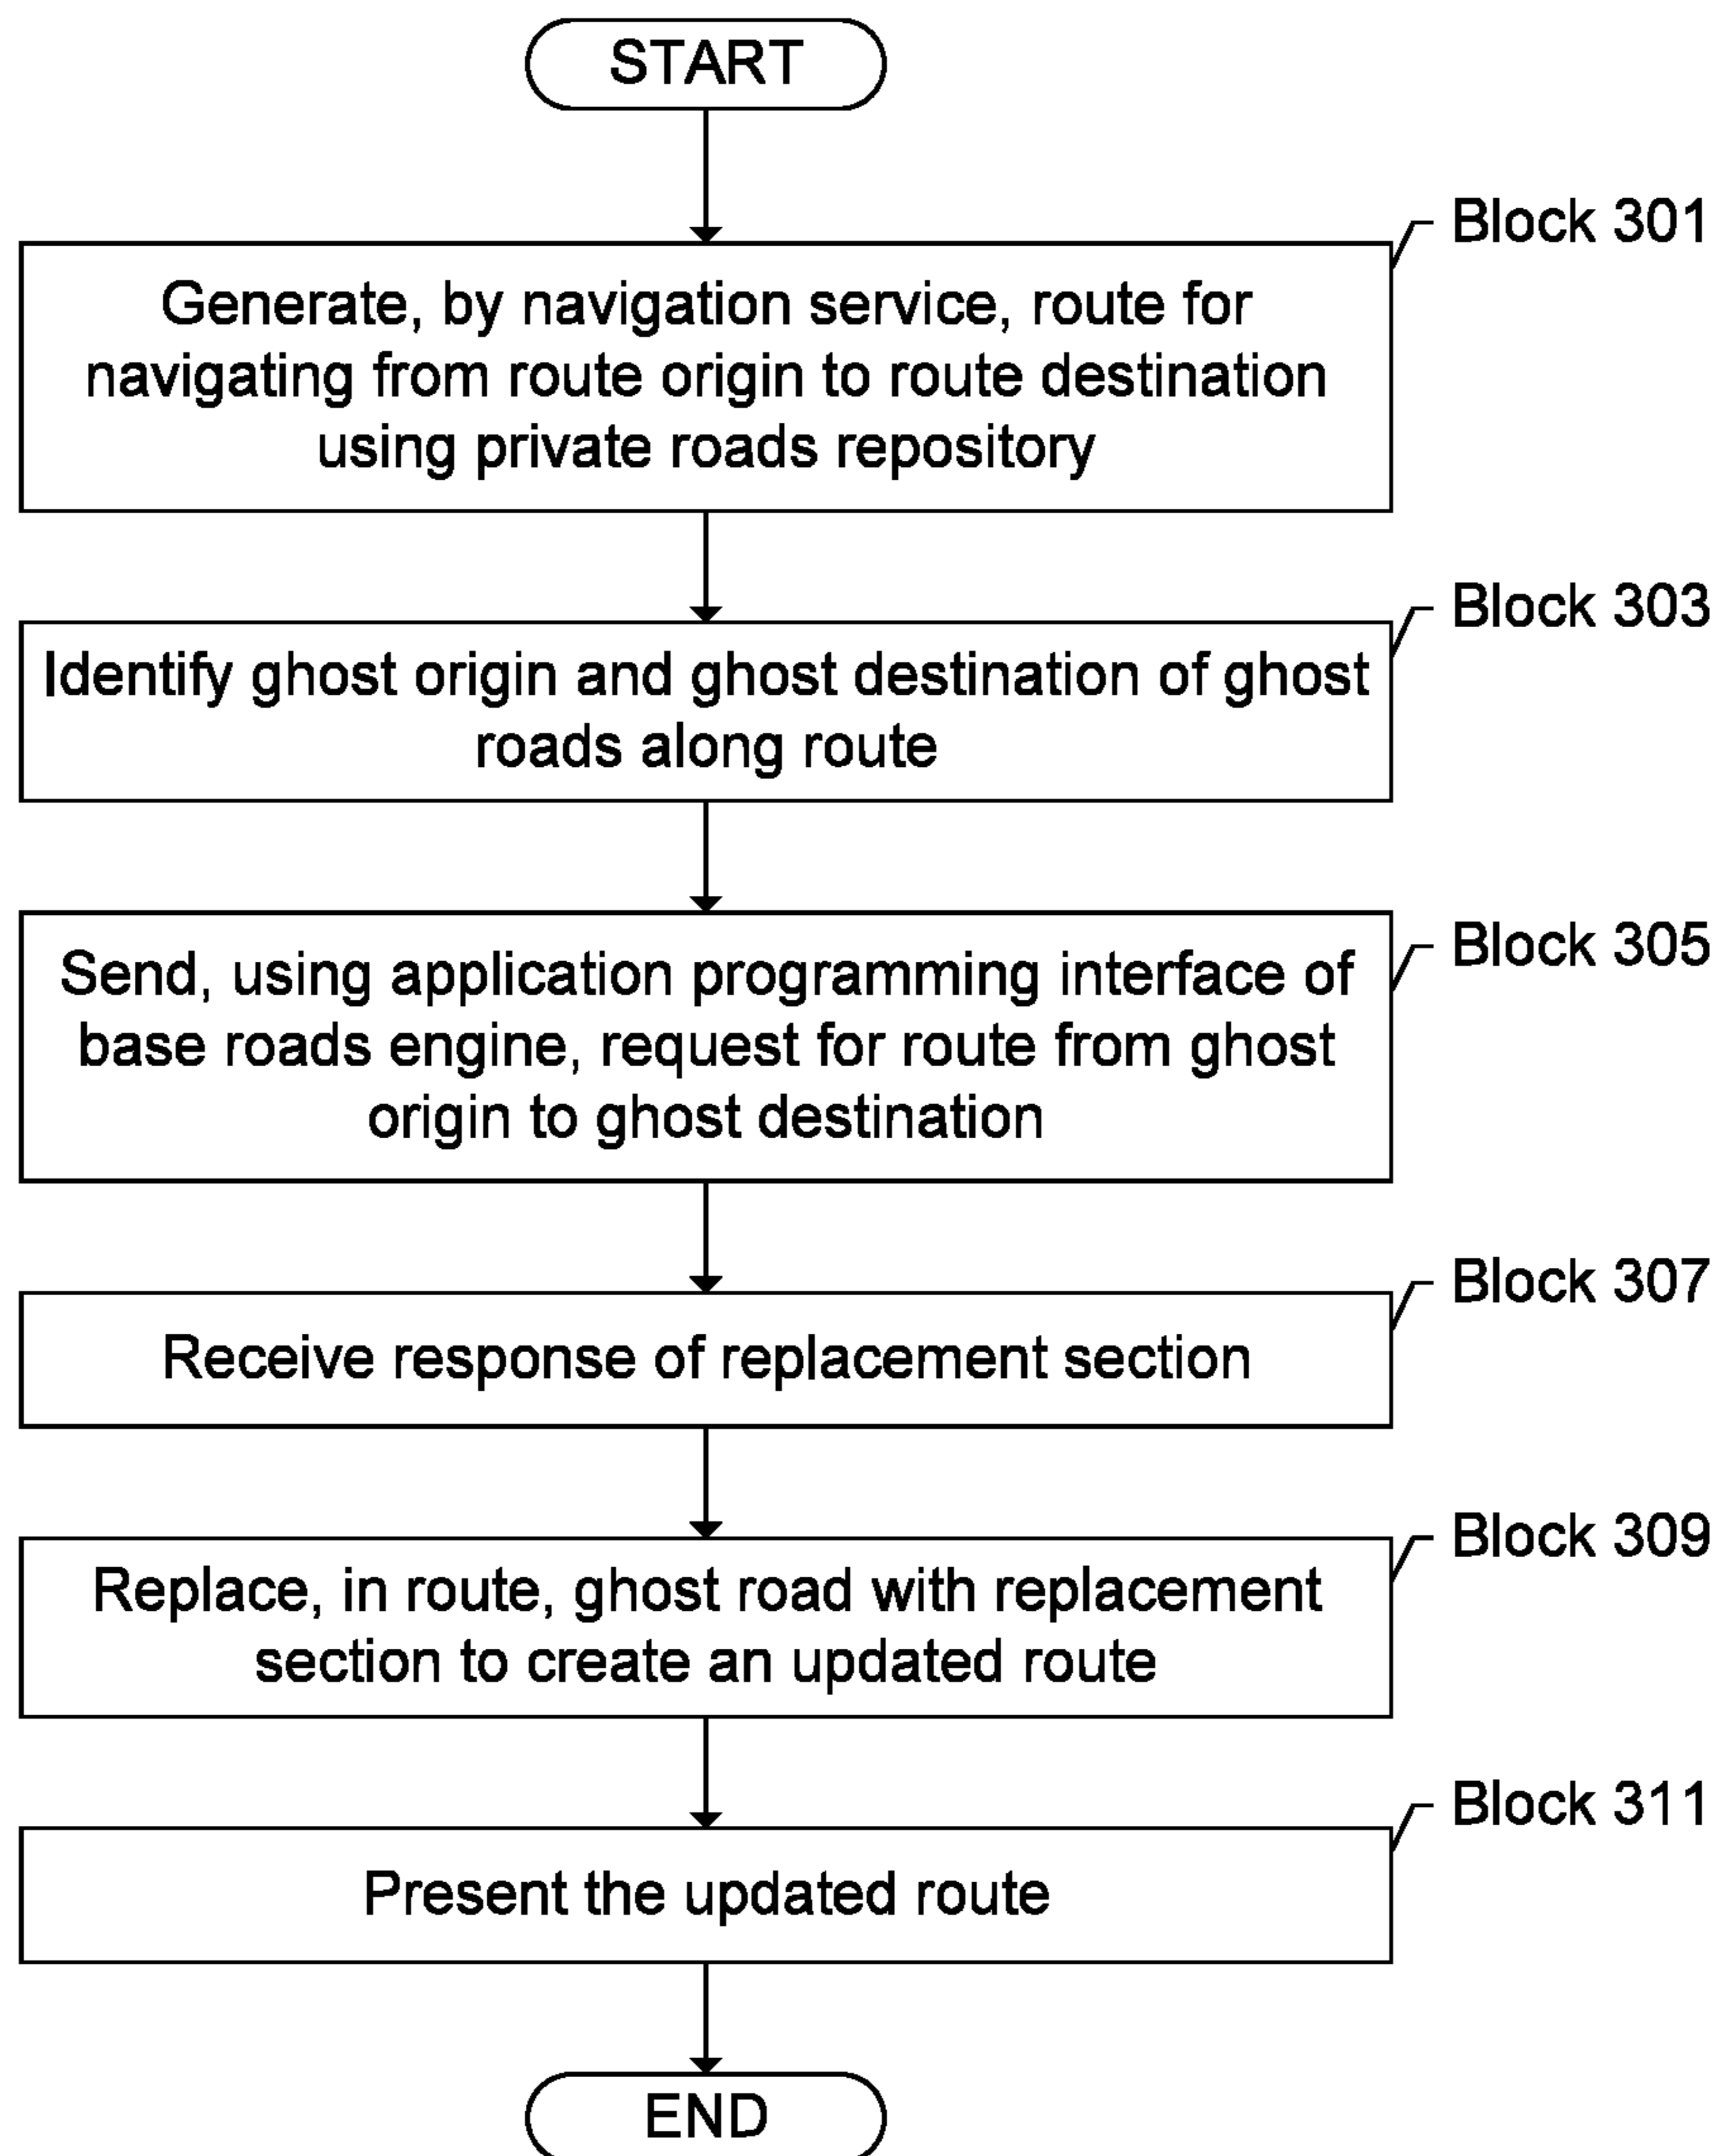 START
Block 301
Generate, by navigation service, route for
navigating from route origin to route destination
using private roads repository
Block 303
Identify ghost origin and ghost destination of ghost
roads along route
Block 305
Send, using application programming interface of
base roads engine, request for route from ghost
origin to ghost destination
Block 307
Receive response of replacement section
Block 309
Replace, in route, ghost road with replacement
section to create an updated route
Block 311
Present the updated route
END